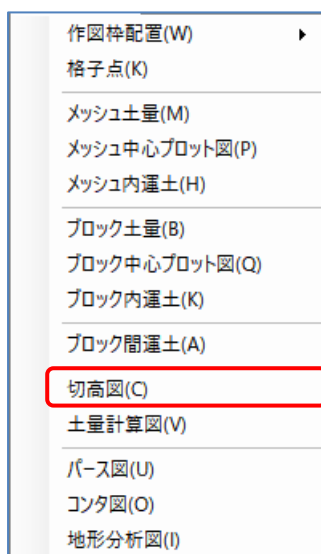 作図枠配置(W)
格子点(K)
メッシュ土量(M)
メッシュ中心プロット図(P)
メッシュ内運土(H)
ブロック土量(B)
ブロック中心プロット図(Q)
ブロック内運土(K)
ブロック間運土(A)
切高図(C)
土量計算図(V)
パース図(U)
コンタ図(O)
地形分析図(I)